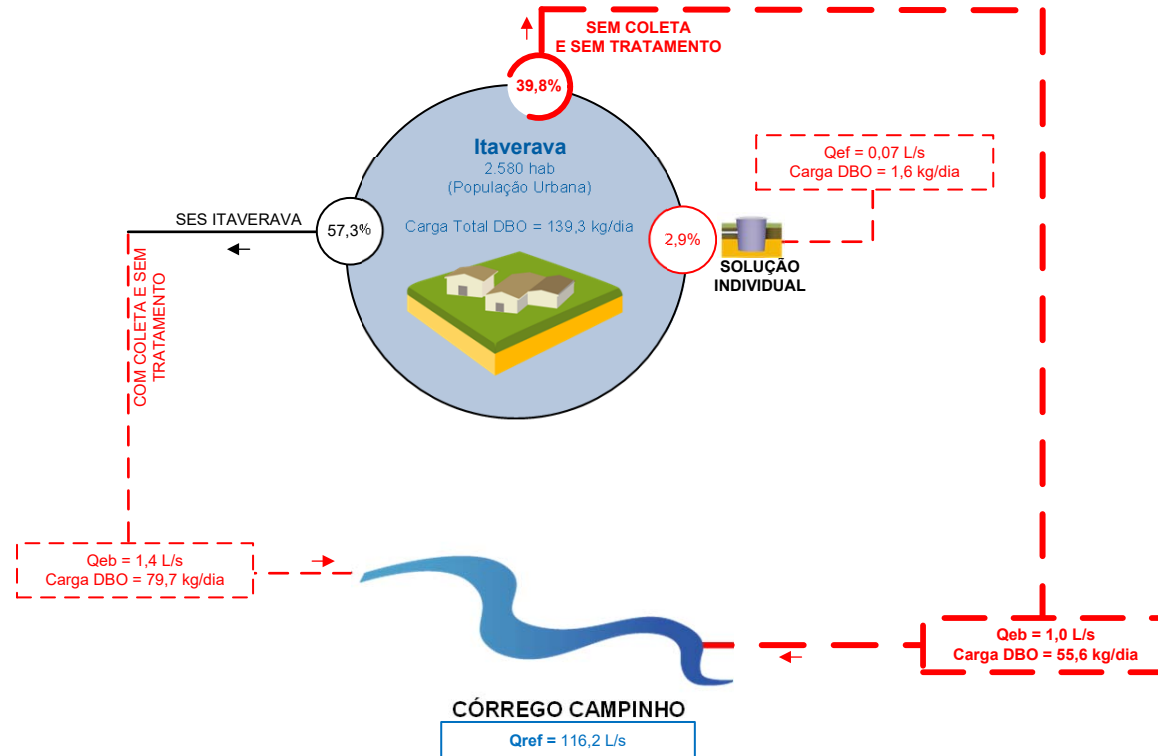 SEM COLETA
E SEM TRATAMENTO
39,8%
Itaverava
2.580 hab
(População Urbana)
Carga Total DBO = 139,3 kg/dia
Qef = 0,07 L/s
Carga DBO = 1,6 kg/dia
SES ITAVERAVA
57,3%
2,9%
SOLUÇÃO
INDIVIDUAL
COM COLETA E SEM
TRATAMENTO
Qeb = 1,4 L/s
Carga DBO = 79,7 kg/dia
Qeb = 1,0 L/s
Carga DBO = 55,6 kg/dia
CÓRREGO CAMPINHO
Qref = 116,2 L/s